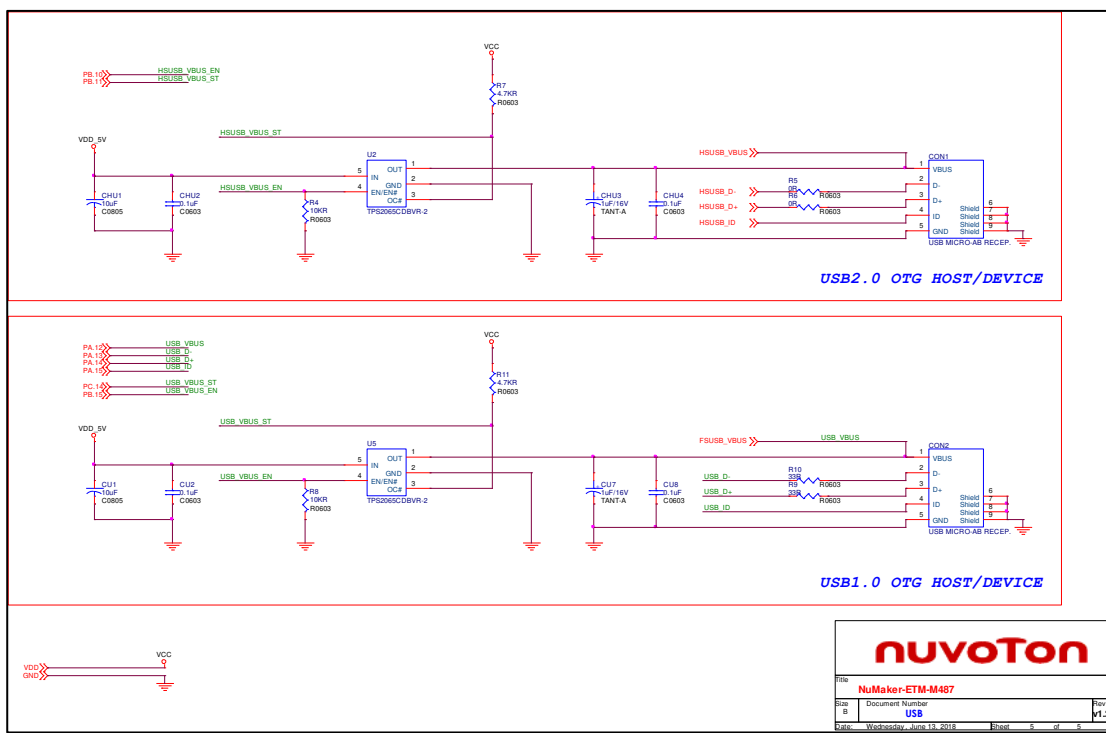 VCC
R7
4.7KR
R0603
PB.10 HSUSB_VBUS_EN
PB.11 HSUSB_VBUS_ST
HSUSB_VBUS_ST
VDD_5V
HSUSB_VBUS
U2
CON1
5 IN OUT 1
GND 2
4 EN/EN# OC# 3
TPS2065CDBVR-2
HSUSB_VBUS_EN
CHU1
10uF
C0805
CHU2
0.1uF
C0603
R4
10KR
R0603
CHU3
1uF/16V
TANT-A
CHU4
0.1uF
C0603
HSUSB_D-
R5
0R
R0603
HSUSB_D+
R6
0R
R0603
HSUSB_ID
1 VBUS
2 D-
3 D+
4 ID
5 GND
Shield 6
Shield 7
Shield 8
Shield 9
USB MICRO-AB RECEP.
USB2.0 OTG HOST/DEVICE
VCC
R11
4.7KR
R0603
PA.12 USB_VBUS
PA.13 USB_D-
PA.14 USB_D+
PA.15 USB_ID
PC.14 USB_VBUS_ST
PB.15 USB_VBUS_EN
USB_VBUS_ST
VDD_5V
FSUSB_VBUS USB_VBUS
U5
CON2
5 IN OUT 1
GND 2
4 EN/EN# OC# 3
TPS2065CDBVR-2
USB_VBUS_EN
CU1
10uF
C0805
CU2
0.1uF
C0603
R8
10KR
R0603
CU7
1uF/16V
TANT-A
CU8
0.1uF
C0603
USB_D-
R10
33R
R0603
USB_D+
R9
33R
R0603
USB_ID
1 VBUS
2 D-
3 D+
4 ID
5 GND
Shield 6
Shield 7
Shield 8
Shield 9
USB MICRO-AB RECEP.
USB1.0 OTG HOST/DEVICE
VCC
VDD
GND
nuvoTon
Title
NuMaker-ETM-M487
Size Document Number Rev
B USB
Date: Wednesday, June 13, 2018 Sheet 5 of 5